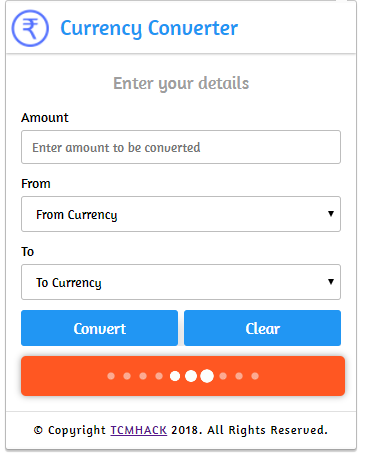 Currency Converter
Enter your details
Amount
Enter amount to be converted
From
From Currency
To
To Currency
Convert
Clear
© Copyright TCMHACK 2018. All Rights Reserved.